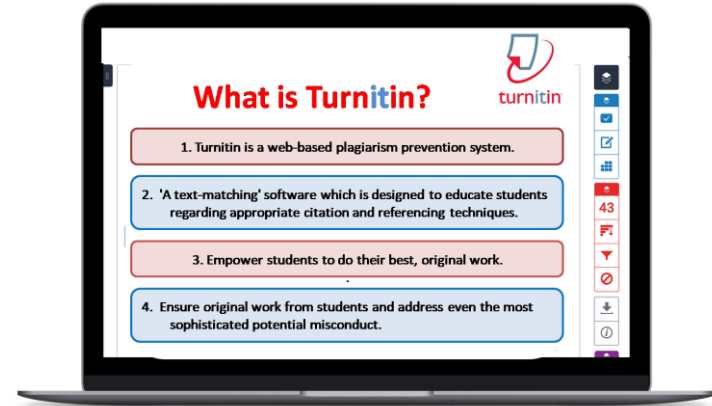 What is Turnitin?
turnitin
1. Turnitin is a web-based plagiarism prevention system.
2. 'A text-matching' software which is designed to educate students
regarding appropriate citation and referencing techniques.
43
3. Empower students to do their best, original work.
4. Ensure original work from students and address even the most
sophisticated potential misconduct.